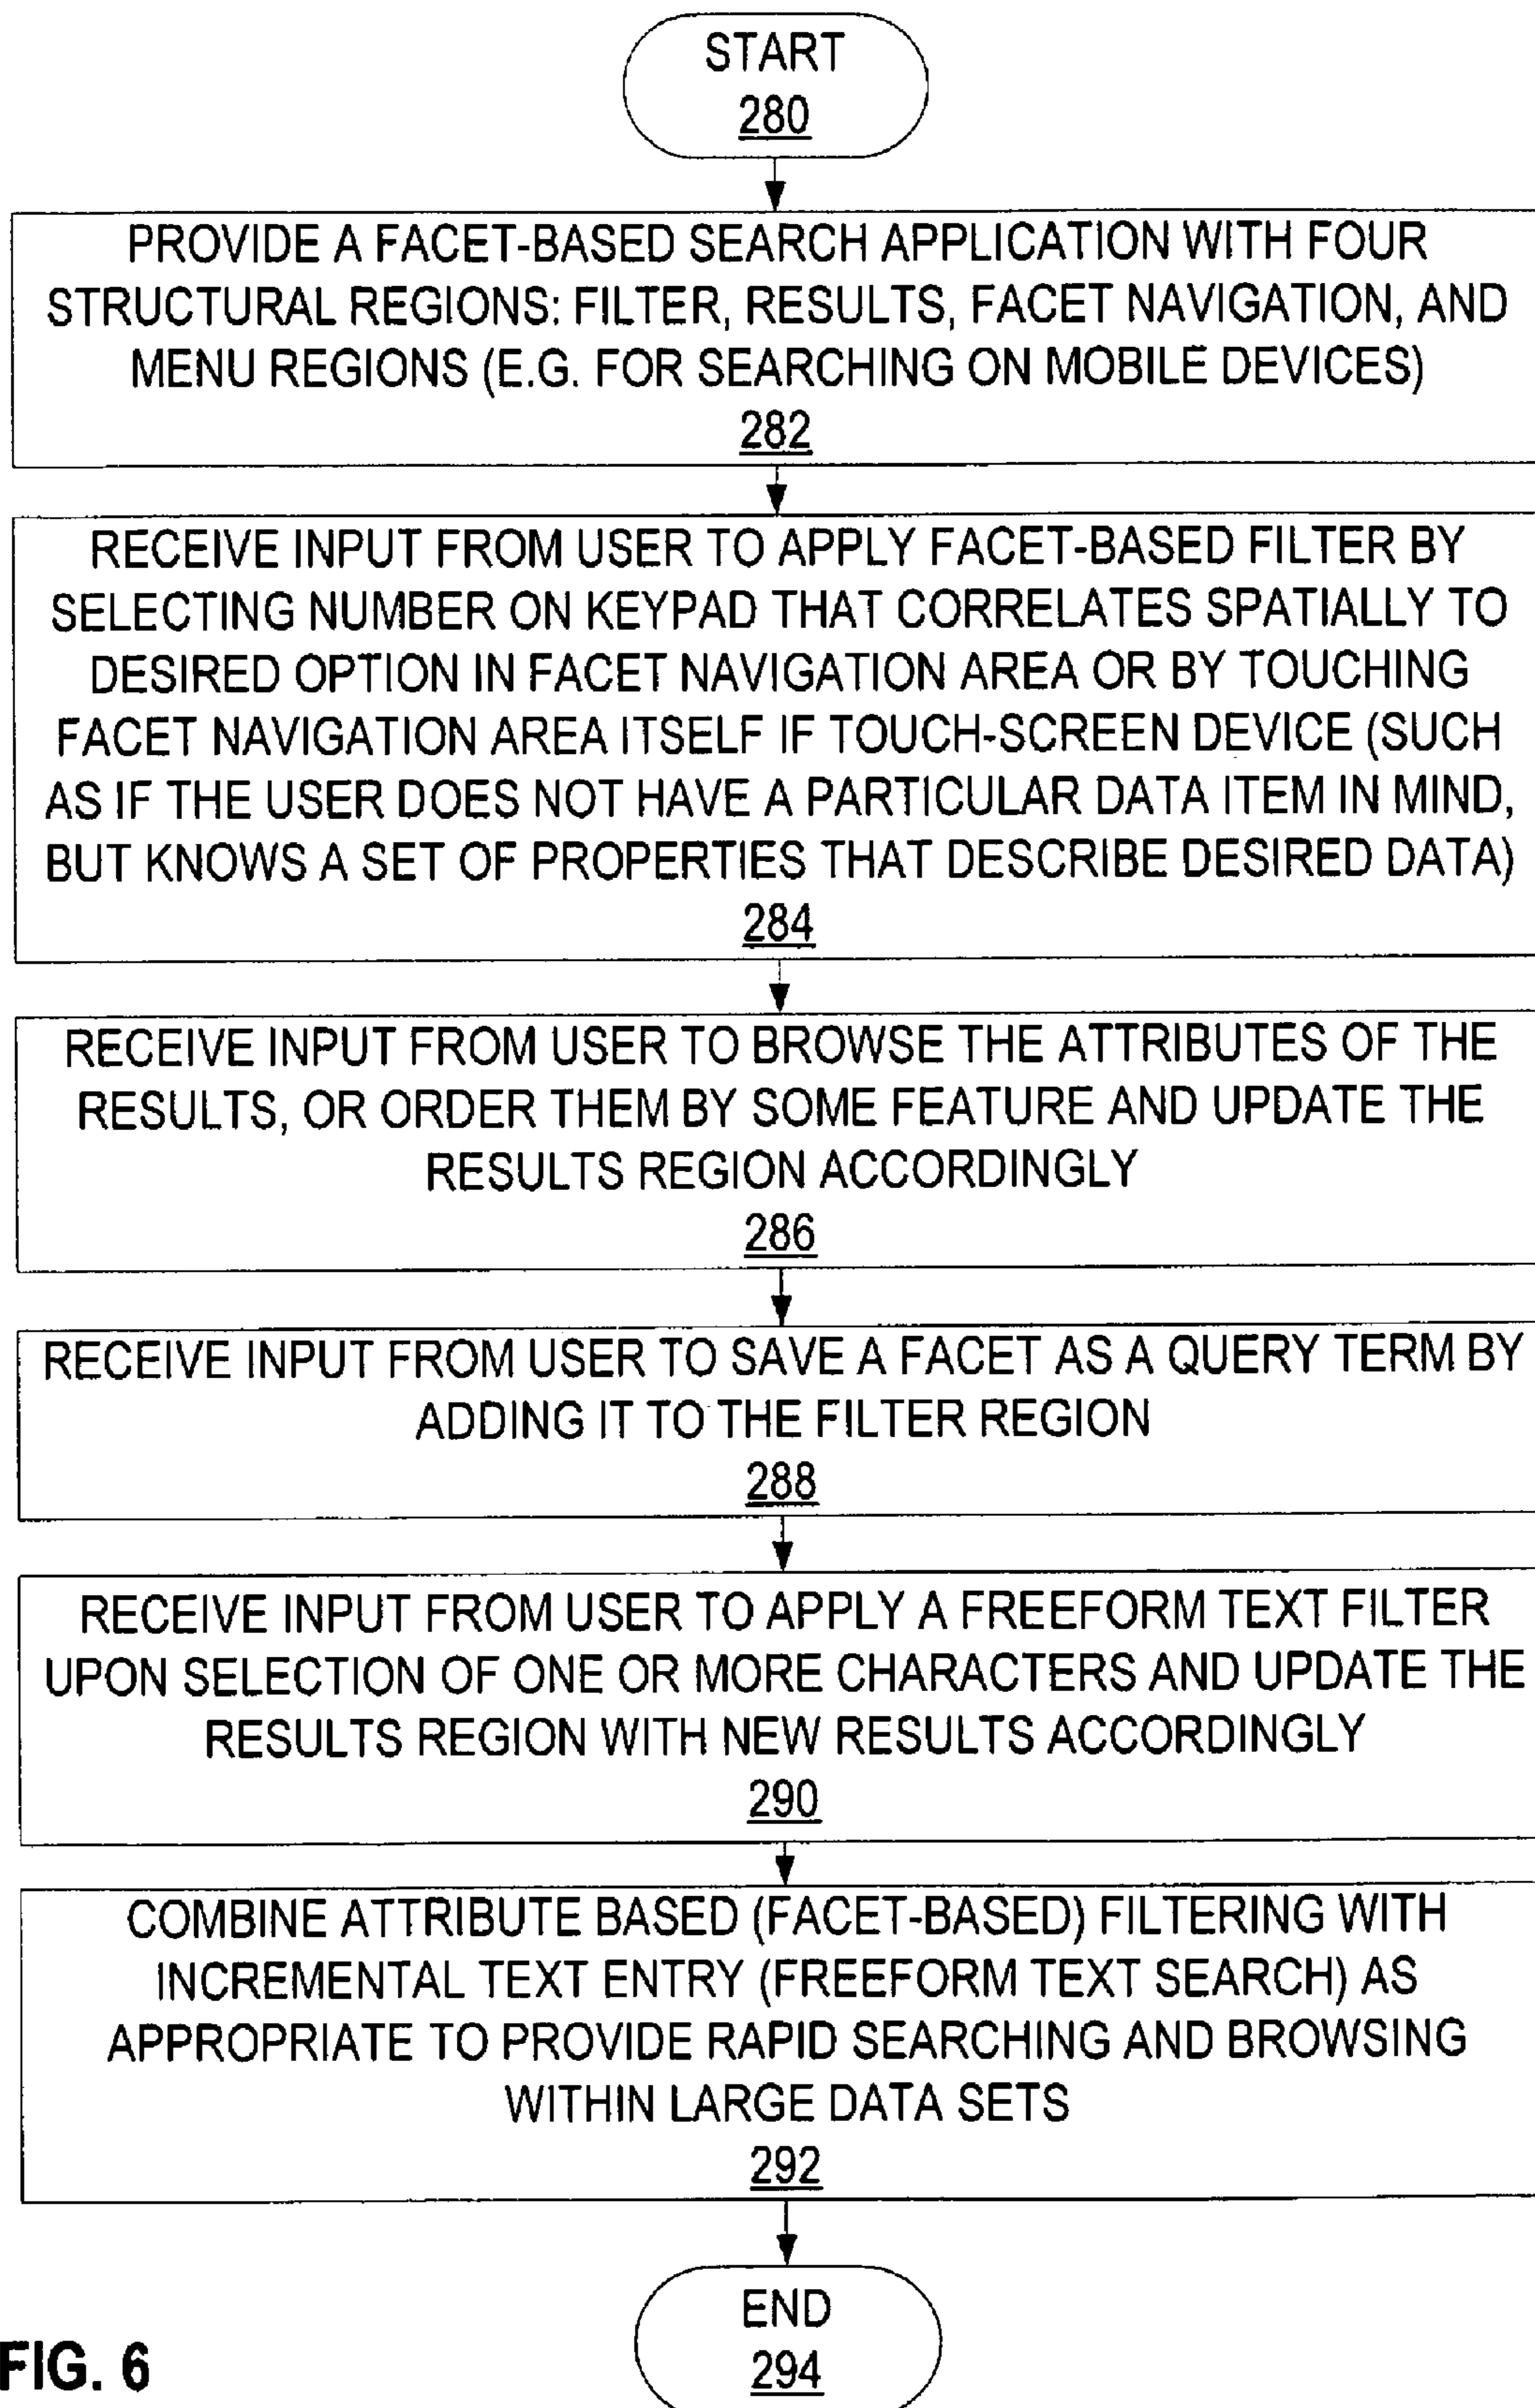 START
280
PROVIDE A FACET-BASED SEARCH APPLICATION WITH FOUR
STRUCTURAL REGIONS: FILTER, RESULTS, FACET NAVIGATION, AND
MENU REGIONS (E.G. FOR SEARCHING ON MOBILE DEVICES)
282
RECEIVE INPUT FROM USER TO APPLY FACET-BASED FILTER BY
SELECTING NUMBER ON KEYPAD THAT CORRELATES SPATIALLY TO
DESIRED OPTION IN FACET NAVIGATION AREA OR BY TOUCHING
FACET NAVIGATION AREA ITSELF IF TOUCH-SCREEN DEVICE (SUCH
AS IF THE USER DOES NOT HAVE A PARTICULAR DATA ITEM IN MIND,
BUT KNOWS A SET OF PROPERTIES THAT DESCRIBE DESIRED DATA)
284
RECEIVE INPUT FROM USER TO BROWSE THE ATTRIBUTES OF THE
RESULTS, OR ORDER THEM BY SOME FEATURE AND UPDATE THE
RESULTS REGION ACCORDINGLY
286
RECEIVE INPUT FROM USER TO SAVE A FACET AS A QUERY TERM BY
ADDING IT TO THE FILTER REGION
288
RECEIVE INPUT FROM USER TO APPLY A FREEFORM TEXT FILTER
UPON SELECTION OF ONE OR MORE CHARACTERS AND UPDATE THE
RESULTS REGION WITH NEW RESULTS ACCORDINGLY
290
COMBINE ATTRIBUTE BASED (FACET-BASED) FILTERING WITH
INCREMENTAL TEXT ENTRY (FREEFORM TEXT SEARCH) AS
APPROPRIATE TO PROVIDE RAPID SEARCHING AND BROWSING
WITHIN LARGE DATA SETS
292
END
294
FIG. 6